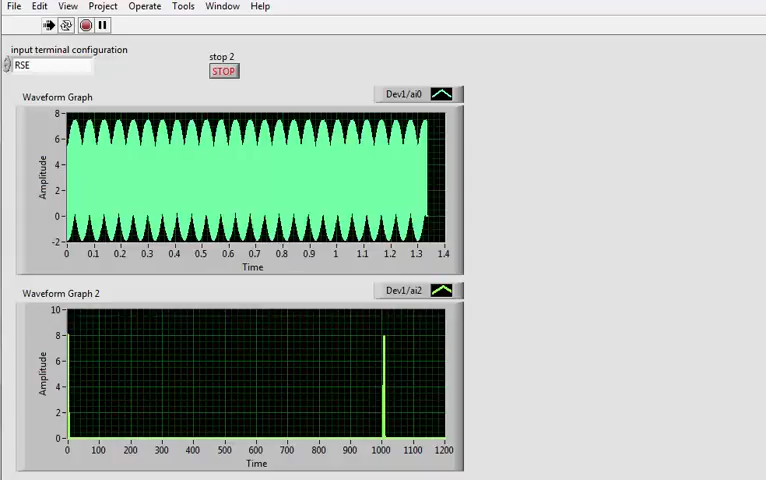 File Edit View Project Operate Tools Window Help
input terminal configuration
RSE
stop 2
STOP
Waveform Graph
Dev1/ai0
Amplitude
8
6
4
2
0
-2
0 0.1 0.2 0.3 0.4 0.5 0.6 0.7 0.8 0.9 1 1.1 1.2 1.3 1.4
Time
Waveform Graph 2
Dev1/ai2
Amplitude
10
8
6
4
2
0
0 100 200 300 400 500 600 700 800 900 1000 1100 1200
Time